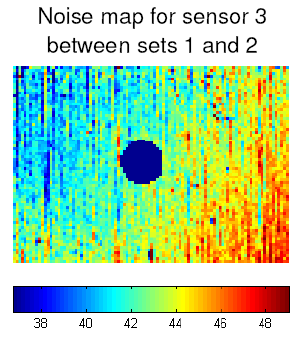 Noise map for sensor 3
between sets 1 and 2
38 40 42 44 46 48